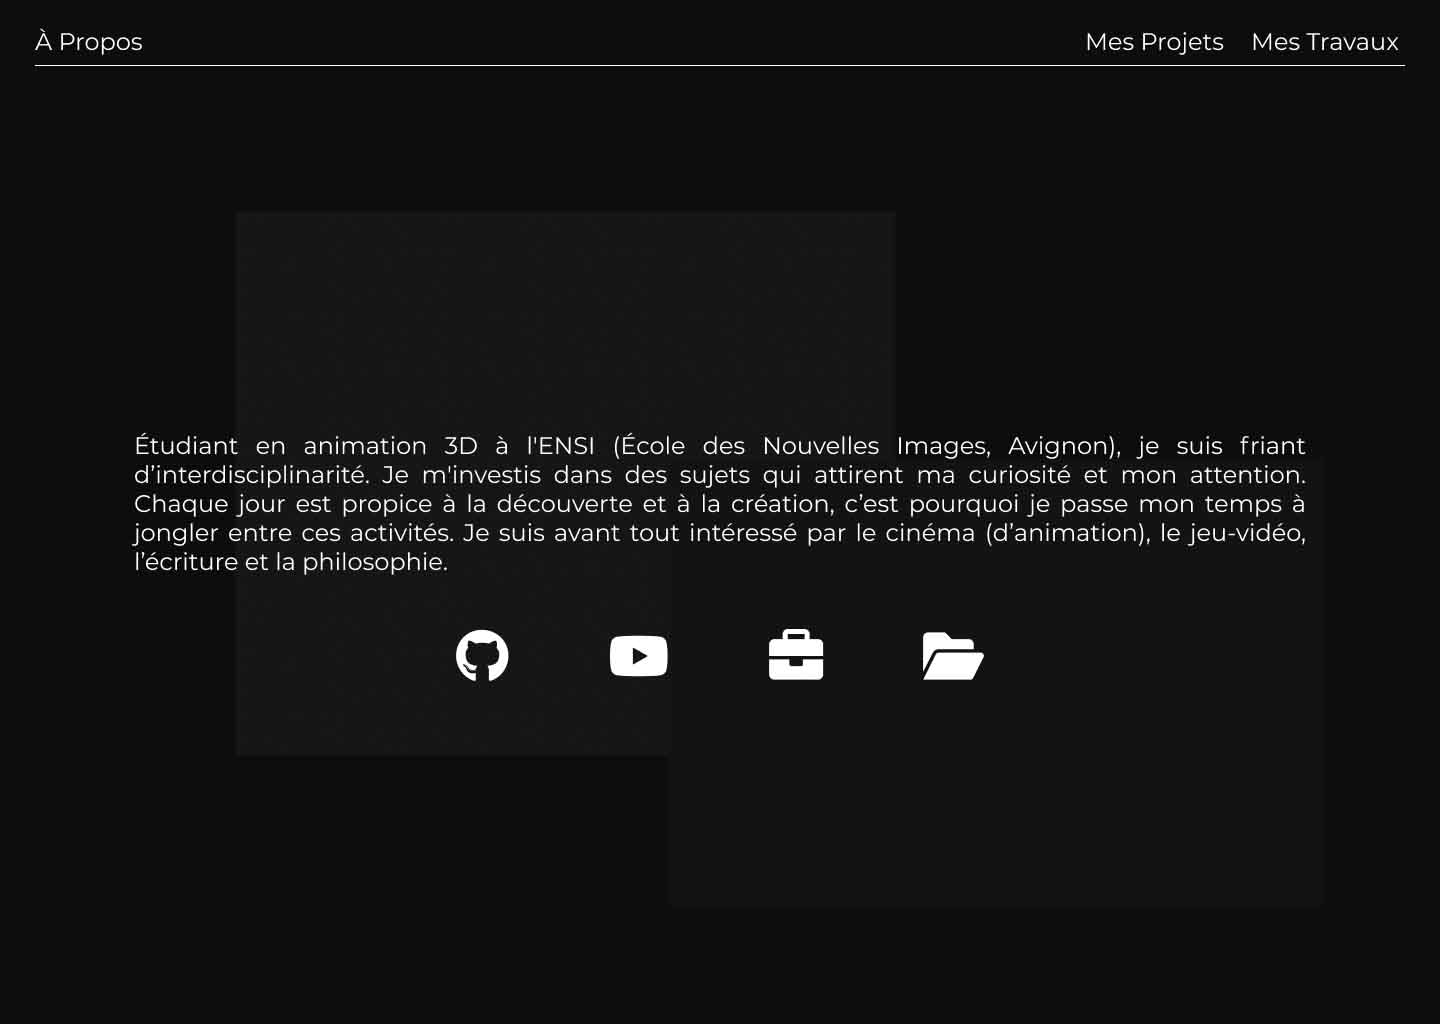 À Propos
Mes Projets
Mes Travaux
Étudiant en animation 3D à l'ENSI (École des Nouvelles Images, Avignon), je suis friant
d’interdisciplinarité. Je m'investis dans des sujets qui attirent ma curiosité et mon attention.
Chaque jour est propice à la découverte et à la création, c’est pourquoi je passe mon temps à
jongler entre ces activités. Je suis avant tout intéressé par le cinéma (d’animation), le jeu-vidéo,
l’écriture et la philosophie.